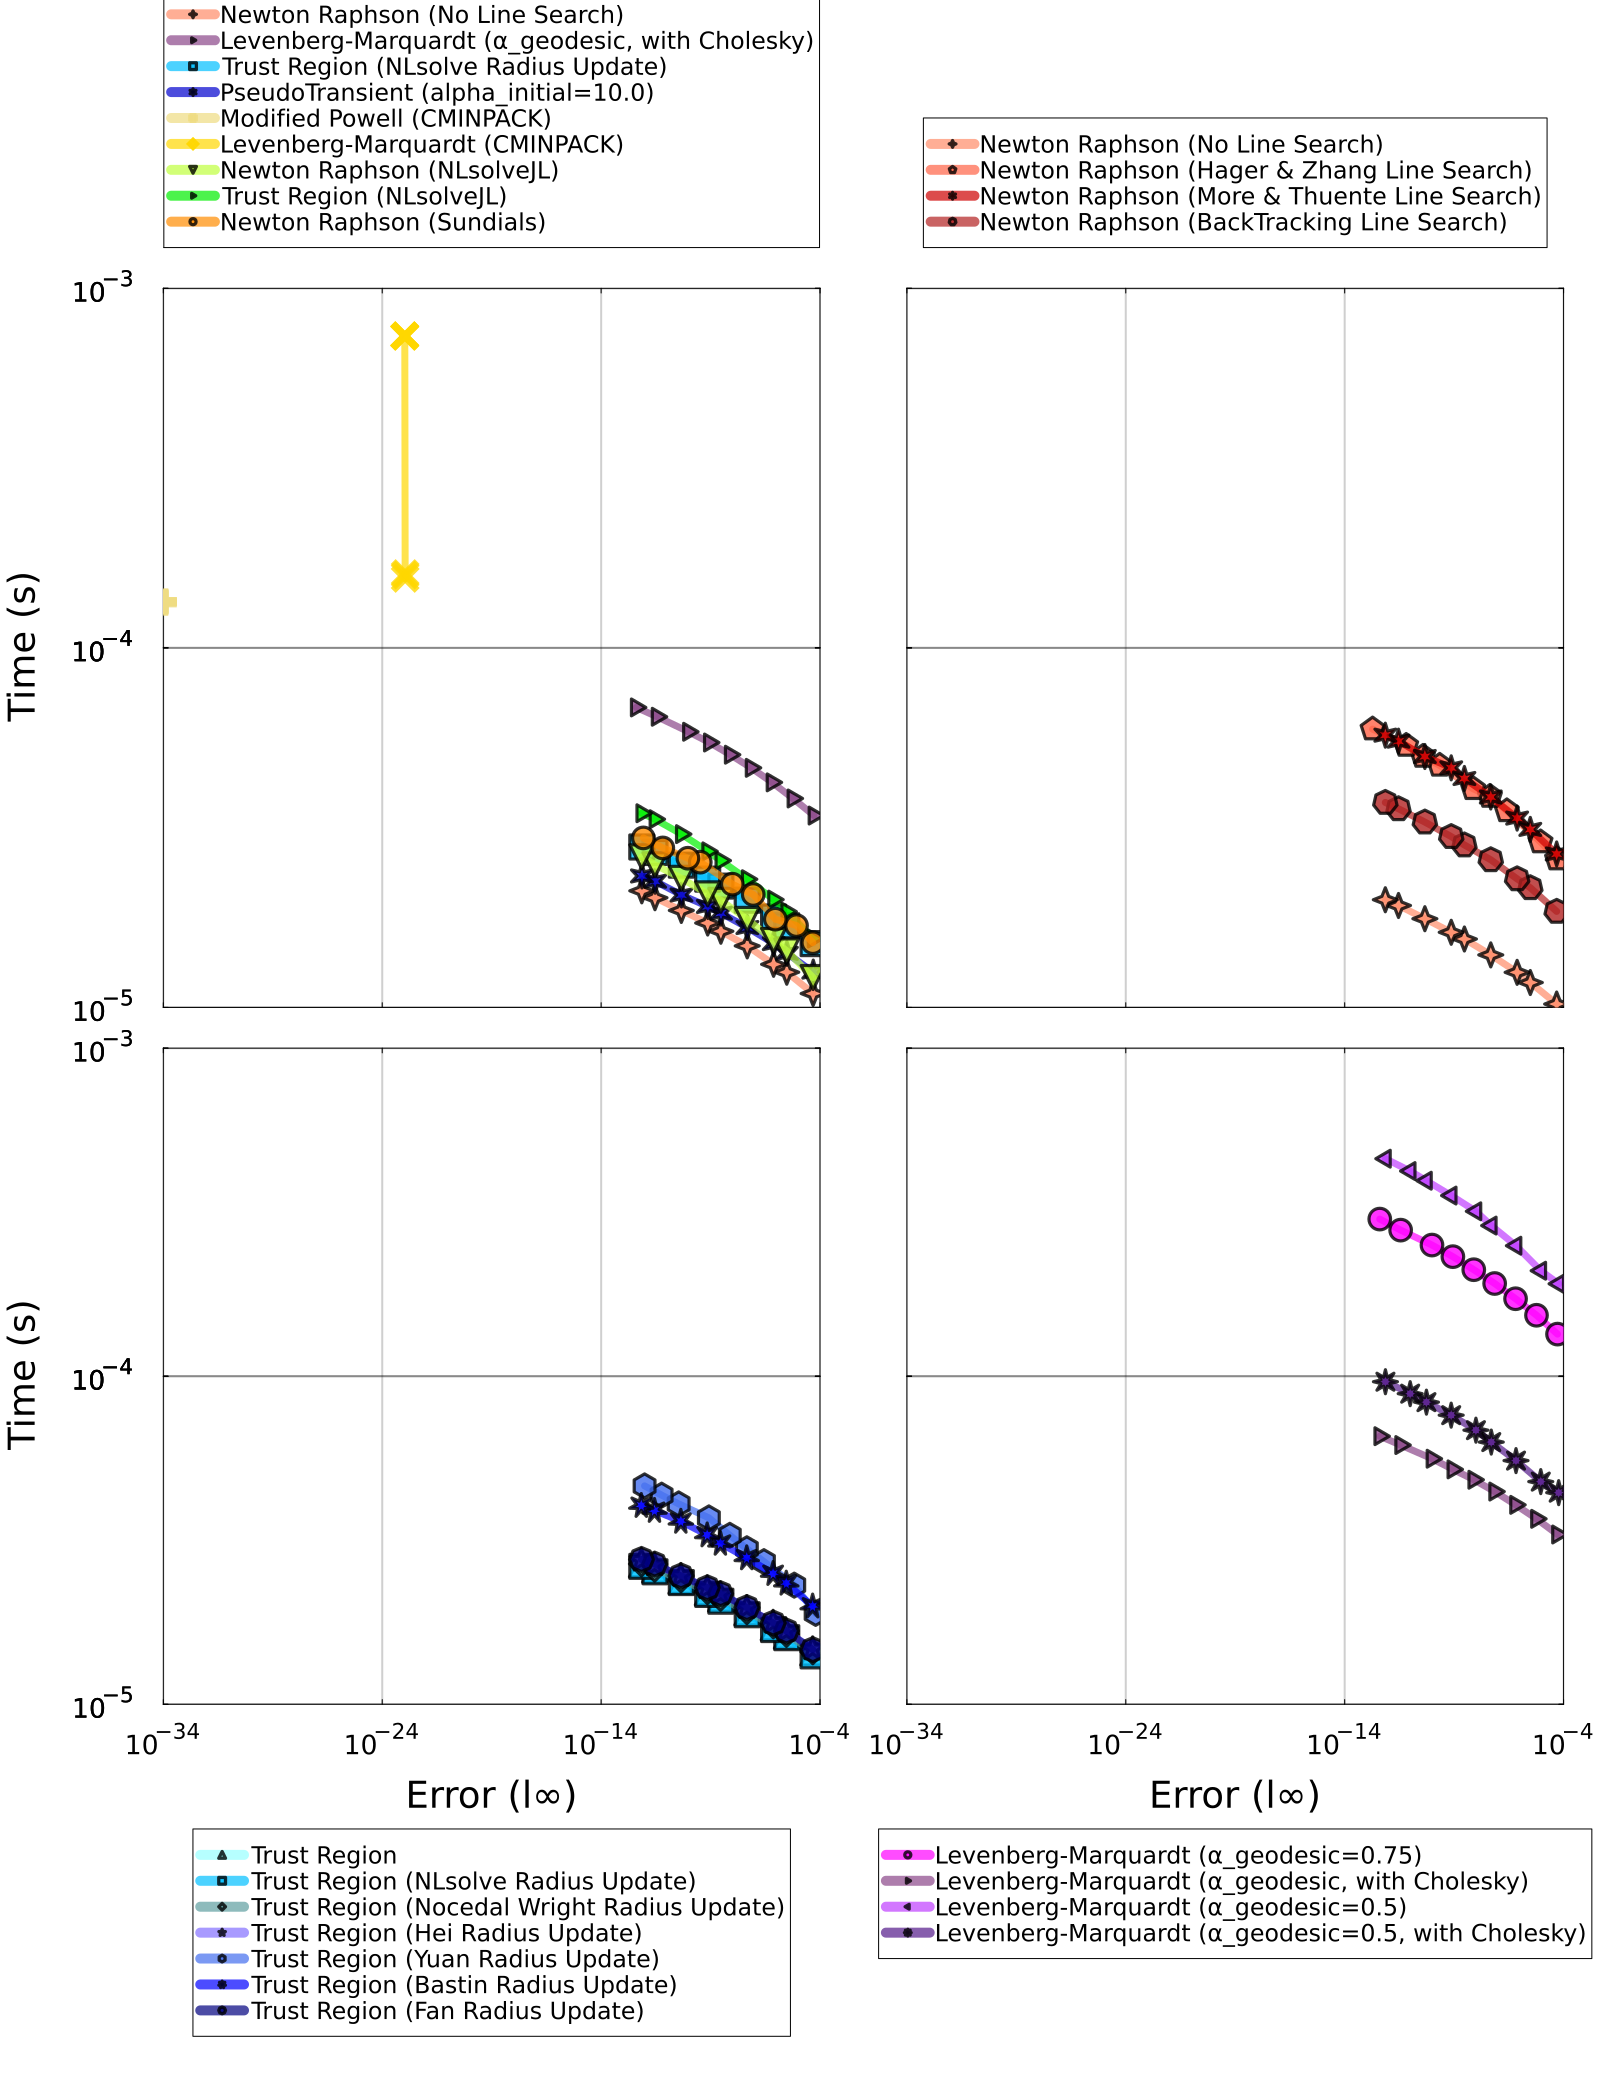 Newton Raphson (No Line Search)
Levenberg-Marquardt (α_geodesic, with Cholesky)
Trust Region (NLsolve Radius Update)
PseudoTransient (alpha_initial=10.0)
Modified Powell (CMINPACK)
Levenberg-Marquardt (CMINPACK)
Newton Raphson (NLsolveJL)
Trust Region (NLsolveJL)
Newton Raphson (Sundials)
Newton Raphson (No Line Search)
Newton Raphson (Hager & Zhang Line Search)
Newton Raphson (More & Thuente Line Search)
Newton Raphson (BackTracking Line Search)
10⁻³
10⁻⁴
10⁻⁵
Time (s)
10⁻³
10⁻⁴
10⁻⁵
Time (s)
10⁻³⁴ 10⁻²⁴ 10⁻¹⁴ 10⁻⁴
Error (l∞)
10⁻³⁴ 10⁻²⁴ 10⁻¹⁴ 10⁻⁴
Error (l∞)
Trust Region
Trust Region (NLsolve Radius Update)
Trust Region (Nocedal Wright Radius Update)
Trust Region (Hei Radius Update)
Trust Region (Yuan Radius Update)
Trust Region (Bastin Radius Update)
Trust Region (Fan Radius Update)
Levenberg-Marquardt (α_geodesic=0.75)
Levenberg-Marquardt (α_geodesic, with Cholesky)
Levenberg-Marquardt (α_geodesic=0.5)
Levenberg-Marquardt (α_geodesic=0.5, with Cholesky)